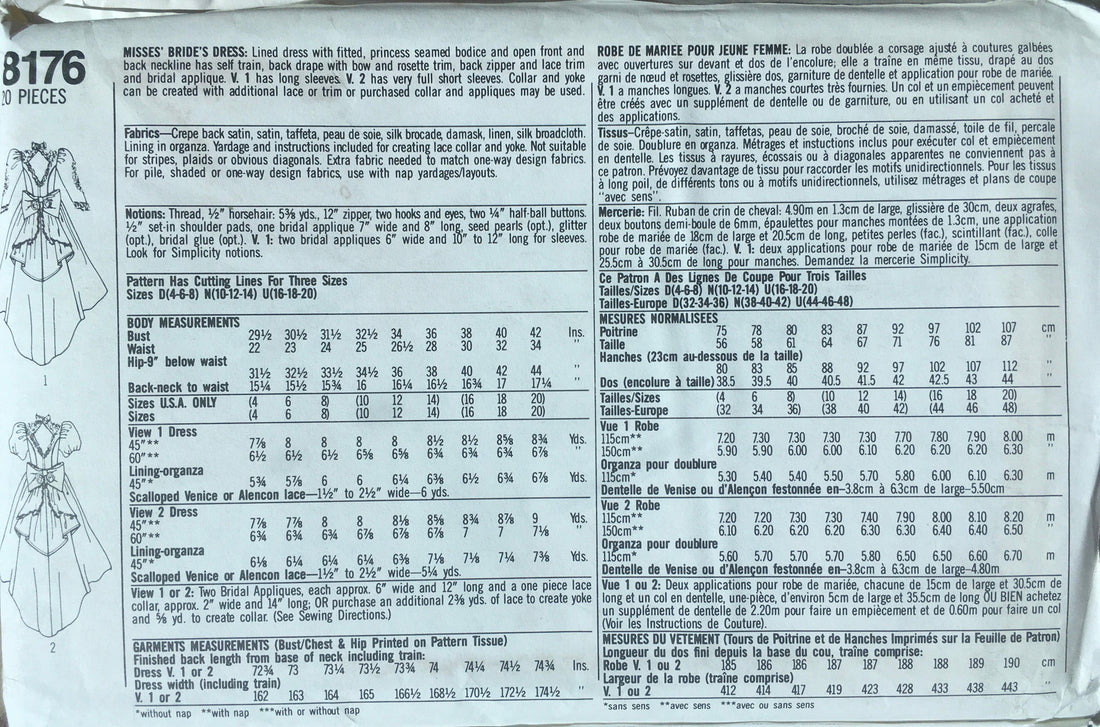 8176
20 PIECES
1
2
MISSES' BRIDE'S DRESS: Lined dress with fitted, princess seamed bodice and open front and
back neckline has self train, back drape with bow and rosette trim, back zipper and lace trim
and bridal applique. V. 1 has long sleeves. V. 2 has very full short sleeves. Collar and yoke
can be created with additional lace or trim or purchased collar and appliques may be used.
Fabrics—Crepe back satin, satin, taffeta, peau de soie, silk brocade, damask, linen, silk broadcloth.
Lining in organza. Yardage and instructions included for creating lace collar and yoke. Not suitable
for stripes, plaids or obvious diagonals. Extra fabric needed to match one-way design fabrics.
For pile, shaded or one-way design fabrics, use with nap yardages/layouts.
Notions: Thread, ½" horsehair: 5⅜ yds., 12" zipper, two hooks and eyes, two ¼" half-ball buttons.
½" set-in shoulder pads, one bridal applique 7" wide and 8" long, seed pearls (opt.), glitter
(opt.), bridal glue (opt.). V. 1: two bridal appliques 6" wide and 10" to 12" long for sleeves.
Look for Simplicity notions.
Pattern Has Cutting Lines For Three Sizes
Sizes D(4-6-8) N(10-12-14) U(16-18-20)
BODY MEASUREMENTS
Bust 29½ 30½ 31½ 32½ 34 36 38 40 42 Ins.
Waist 22 23 24 25 26½ 28 30 32 34 "
Hip-9" below waist
31½ 32½ 33½ 34½ 36 38 40 42 44 "
Back-neck to waist 15¼ 15½ 15¾ 16 16¼ 16½ 16¾ 17 17¼ "
Sizes U.S.A. ONLY (4 6 8) (10 12 14) (16 18 20)
Sizes (4 6 8) (10 12 14) (16 18 20)
View 1 Dress
45"** 7⅞ 8 8 8 8 8½ 8½ 8⅝ 8¾ Yds.
60"** 6½ 6½ 6½ 6⅝ 6⅝ 6¾ 6¾ 6¾ 6⅞ "
Lining-organza
45"* 5¾ 5⅞ 6 6 6¼ 6⅜ 6½ 6¾ 6⅞ Yds.
Scalloped Venice or Alencon lace—1½" to 2½" wide—6 yds.
View 2 Dress
45"** 7⅞ 7⅞ 8 8 8⅛ 8⅝ 8¾ 8⅞ 9 Yds.
60"** 6¾ 6¾ 6¾ 6⅞ 6⅞ 6⅞ 7 7 7⅛ "
Lining-organza
45"* 6⅛ 6¼ 6¼ 6¼ 6⅜ 7⅛ 7⅛ 7¼ 7⅜ Yds.
Scalloped Venice or Alencon lace—1½" to 2½" wide—5¼ yds.
View 1 or 2: Two Bridal Appliques, each approx. 6" wide and 12" long and a one piece lace
collar, approx. 2" wide and 14" long; OR purchase an additional 2⅜ yds. of lace to create yoke
and ⅝ yd. to create collar. (See Sewing Directions.)
GARMENTS MEASUREMENTS (Bust/Chest & Hip Printed on Pattern Tissue)
Finished back length from base of neck including train:
Dress V. 1 or 2 72¾ 73 73¼ 73½ 73¾ 74 74¼ 74½ 74¾ Ins.
Dress width (including train)
V. 1 or 2 162 163 164 165 166½ 168½ 170½ 172½ 174½ "
*without nap **with nap ***with or without nap
ROBE DE MARIEE POUR JEUNE FEMME: La robe doublée a corsage ajusté à coutures galbées
avec ouvertures sur devant et dos de l'encolure; elle a traîne en même tissu, drapé au dos
garni de nœud et rosettes, glissière dos, garniture de dentelle et application pour robe de mariée.
V. 1 a manches longues. V. 2 a manches courtes très fournies. Un col et un empiècement peuvent
être créés avec un supplément de dentelle ou de garniture, ou en utilisant un col acheté et
des applications.
Tissus—Crêpe-satin, satin, taffetas, peau de soie, broché de soie, damassé, toile de fil, percale
de soie. Doublure en organza. Métrages et instuctions inclus pour exécuter col et empiècement
en dentelle. Les tissus à rayures, écossais ou à diagonales apparentes ne conviennent pas à
ce patron. Prévoyez davantage de tissu pour raccorder les motifs unidirectionnels. Pour les tissus
à long poil, de différents tons ou à motifs unidirectionnels, utilisez métrages et plans de coupe
"avec sens".
Mercerie: Fil. Ruban de crin de cheval: 4.90m en 1.3cm de large, glissière de 30cm, deux agrafes,
deux boutons demi-boule de 6mm, épaulettes pour manches montées de 1.3cm, une application
robe de mariée de 18cm de large et 20.5cm de long, petites perles (fac.), scintillant (fac.), colle
pour robe de mariée (fac.). V. 1: deux applications pour robe de mariée de 15cm de large et
25.5cm à 30.5cm de long pour manches. Demandez la mercerie Simplicity.
Ce Patron A Des Lignes De Coupe Pour Trois Tailles
Tailles/Sizes D(4-6-8) N(10-12-14) U(16-18-20)
Tailles-Europe D(32-34-36) N(38-40-42) U(44-46-48)
MESURES NORMALISEES
Poitrine 75 78 80 83 87 92 97 102 107 cm
Taille 56 58 61 64 67 71 76 81 87 "
Hanches (23cm au-dessous de la taille)
80 83 85 88 92 97 102 107 112 "
Dos (encolure à taille) 38.5 39.5 40 40.5 41.5 42 42.5 43 44 "
Tailles/Sizes (4 6 8) (10 12 14) (16 18 20)
Tailles-Europe (32 34 36) (38 40 42) (44 46 48)
Vue 1 Robe
115cm** 7.20 7.30 7.30 7.30 7.30 7.70 7.80 7.90 8.00 m
150cm** 5.90 5.90 6.00 6.00 6.10 6.20 6.20 6.20 6.30 "
Organza pour doublure
115cm* 5.30 5.40 5.40 5.50 5.70 5.80 6.00 6.10 6.30 m
Dentelle de Venise ou d'Alençon festonnée en—3.8cm à 6.3cm de large—5.50cm
Vue 2 Robe
115cm** 7.20 7.20 7.30 7.30 7.40 7.90 8.00 8.10 8.20 m
150cm** 6.10 6.20 6.20 6.20 6.30 6.30 6.40 6.40 6.50 "
Organza pour doublure
115cm* 5.60 5.70 5.70 5.70 5.80 6.50 6.50 6.60 6.70 m
Dentelle de Venise ou d'Alençon festonnée en—3.8cm à 6.3cm de large—4.80m
Vue 1 ou 2: Deux applications pour robe de mariée, chacune de 15cm de large et 30.5cm de
long et un col en dentelle, une-pièce, d'environ 5cm de large et 35.5cm de long OU BIEN achetez
un supplément de dentelle de 2.20m pour faire un empiècement et de 0.60m pour faire un col
(Voir les Instructions de Couture).
MESURES DU VETEMENT (Tours de Poitrine et de Hanches Imprimés sur la Feuille de Patron)
Longueur du dos fini depuis la base du cou, traîne comprise:
Robe V. 1 ou 2 185 186 186 187 187 188 188 189 190 cm
Largeur de la robe (traîne comprise)
V. 1 ou 2 412 414 417 419 423 428 433 438 443 "
*sans sens **avec sens ***avec ou sans sens